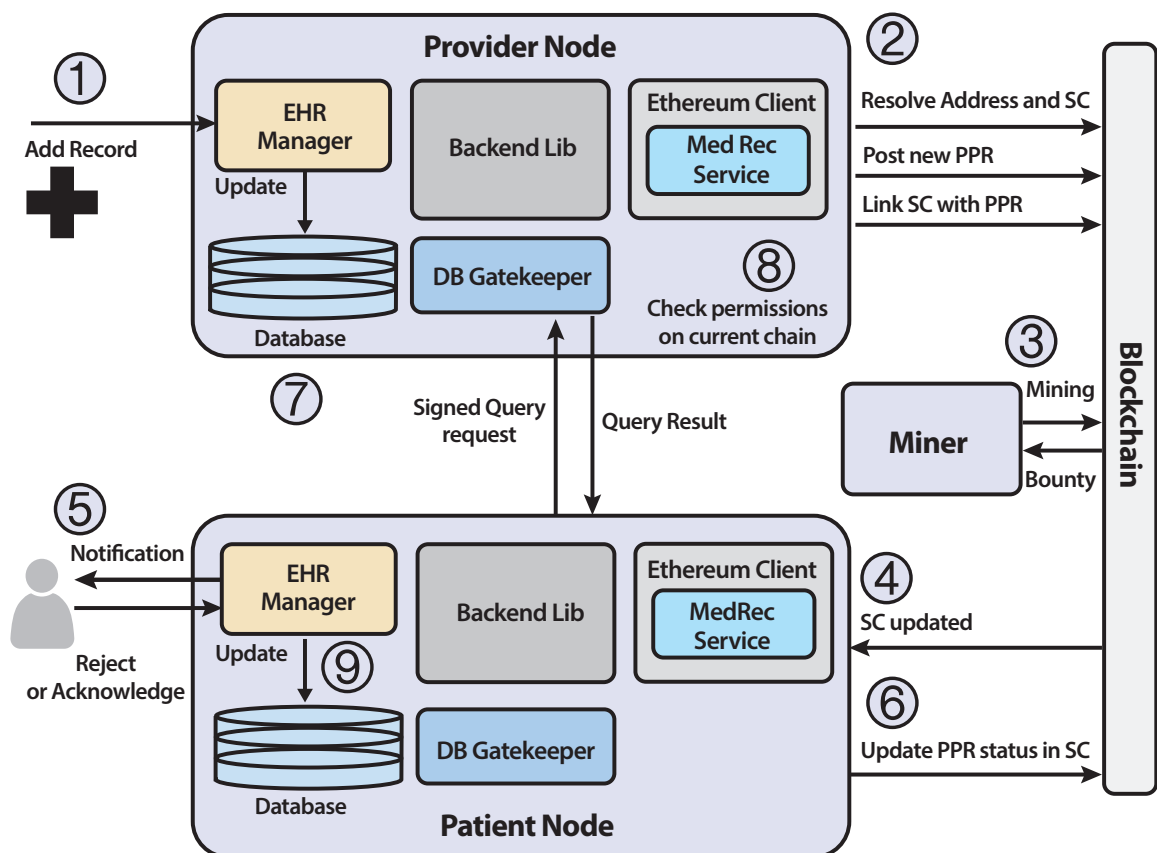 Provider Node
①
Add Record
EHR
Manager
Update
Database
Backend Lib
DB Gatekeeper
Ethereum Client
Med Rec
Service
⑧
Check permissions
on current chain
②
Resolve Address and SC
Post new PPR
Link SC with PPR
Blockchain
③
Mining
Miner
Bounty
⑦
Signed Query
request
Query Result
⑤
Notification
Reject
or Acknowledge
EHR
Manager
Update
⑨
Database
Backend Lib
DB Gatekeeper
Ethereum Client
MedRec
Service
Patient Node
④
SC updated
⑥
Update PPR status in SC